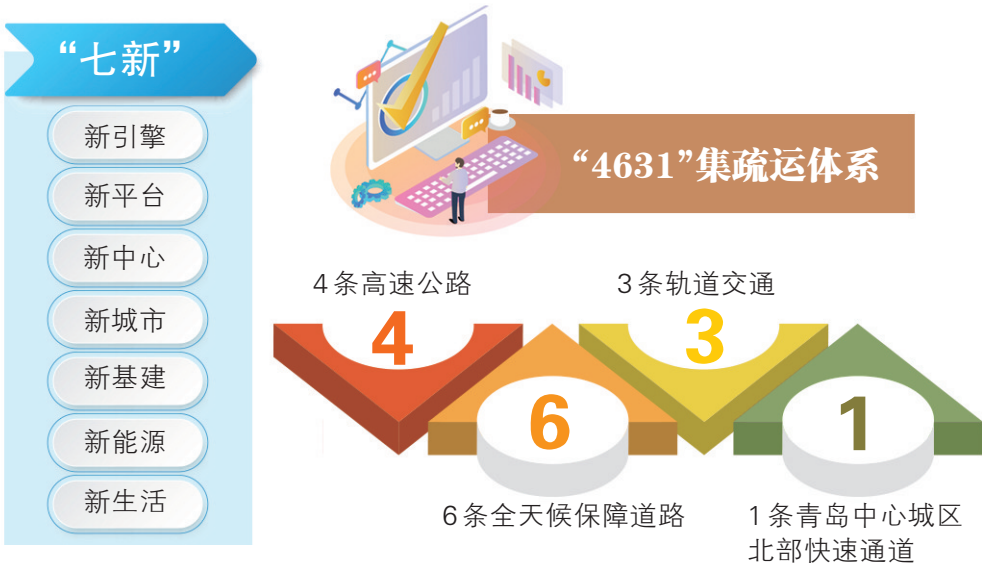 “七新”
新引擎
新平台
新中心
新城市
新基建
新能源
新生活
“4631”集疏运体系
4条高速公路
4
3条轨道交通
3
6
6条全天候保障道路
1
1条青岛中心城区
北部快速通道